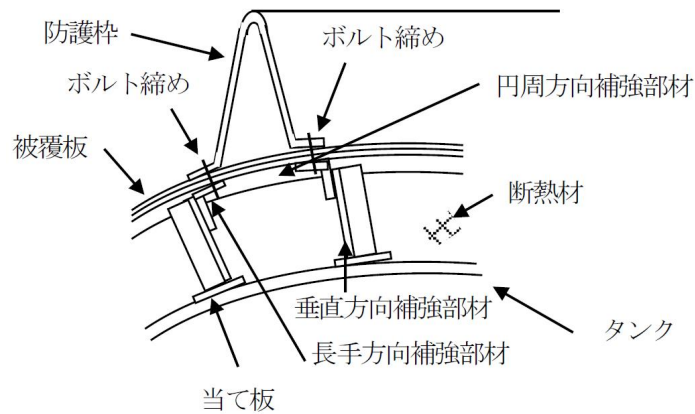 防護枠
ボルト締め
ボルト締め
円周方向補強部材
被覆板
断熱材
垂直方向補強部材
タンク
長手方向補強部材
当て板